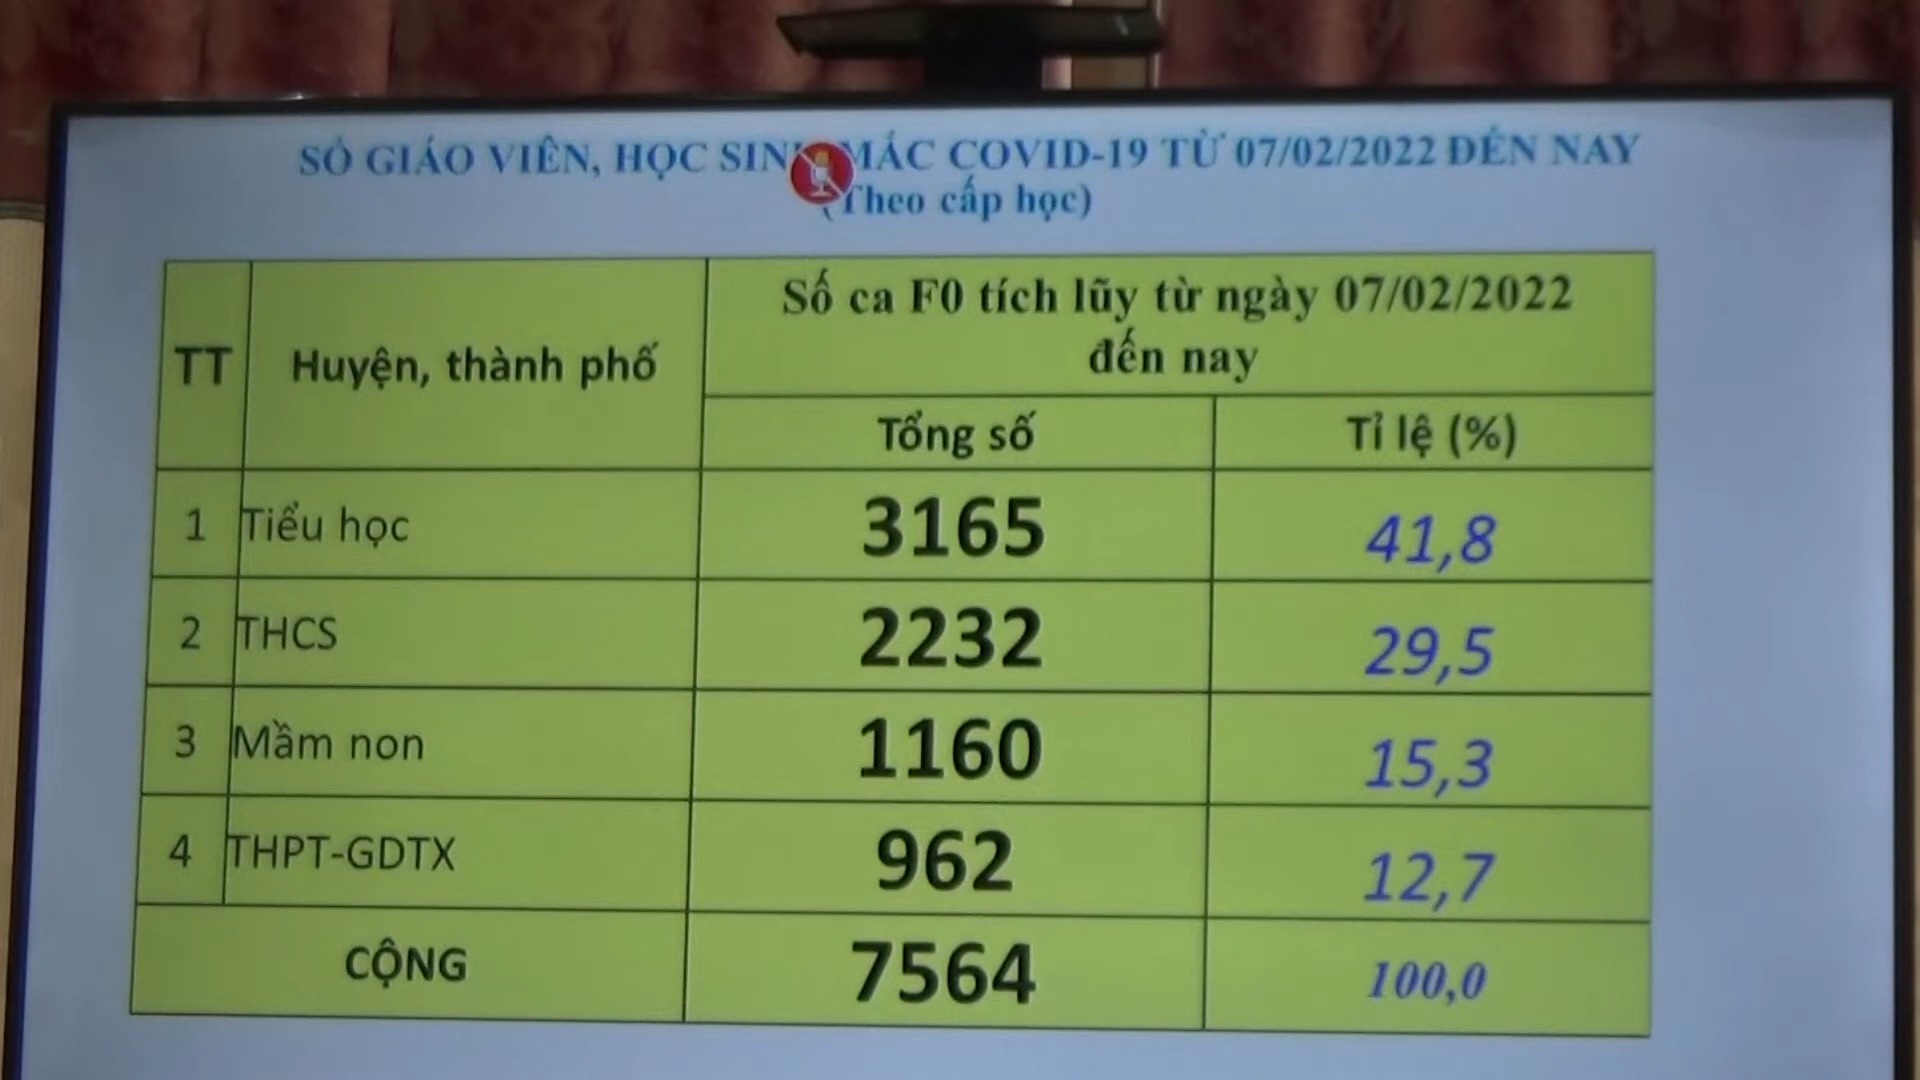 SỐ GIÁO VIÊN, HỌC SINH MẮC COVID-19 TỪ 07/02/2022 ĐẾN NAY
(Theo cấp học)
TT
Huyện, thành phố
Số ca F0 tích lũy từ ngày 07/02/2022
đến nay
Tổng số
Tỉ lệ (%)
1 Tiểu học 3165 41,8
2 THCS 2232 29,5
3 Mầm non 1160 15,3
4 THPT-GDTX 962 12,7
CỘNG 7564 100,0